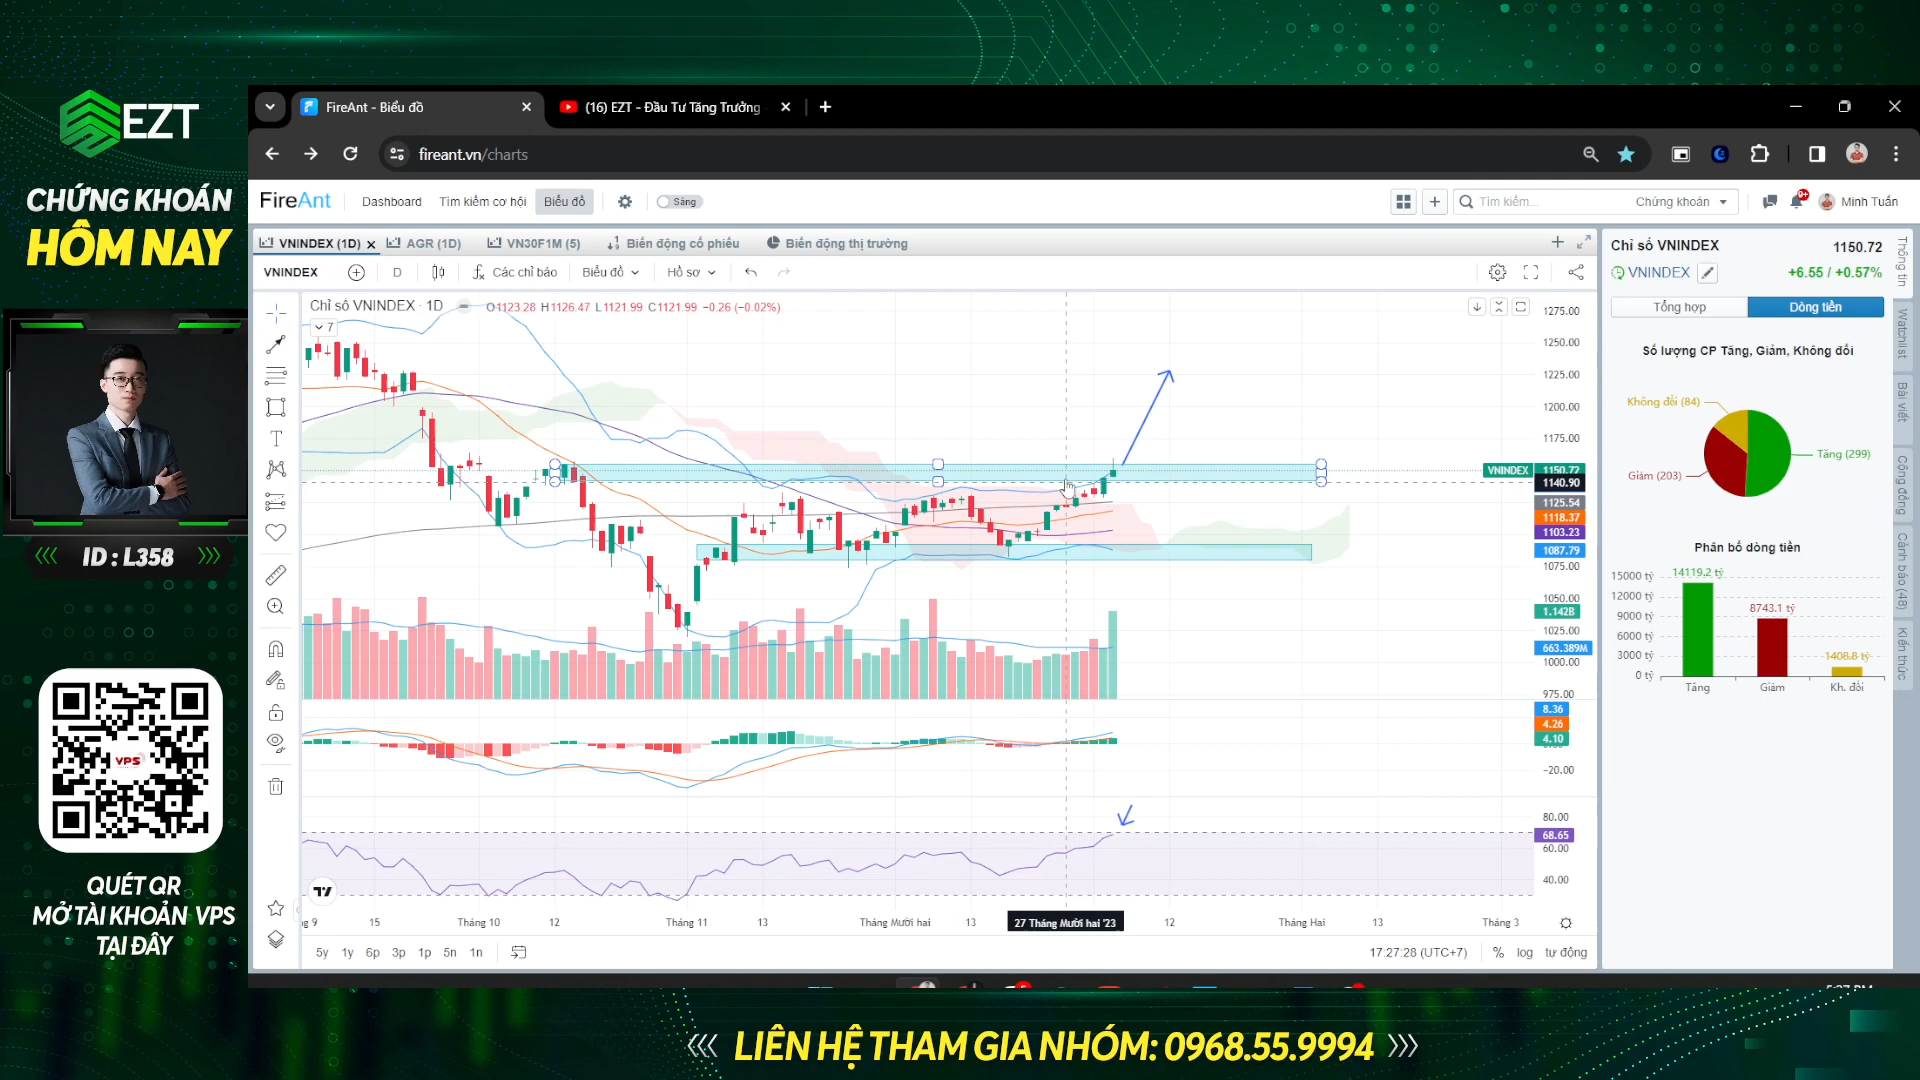 EZT
CHỨNG KHOÁN
HÔM NAY
ID : L358
VPS
QUÉT QR
MỞ TÀI KHOẢN VPS
TẠI ĐÂY
FireAnt - Biểu đồ
(16) EZT - Đầu Tư Tăng Trưởng
fireant.vn/charts
FireAnt
Dashboard
Tìm kiếm cơ hội
Biểu đồ
Sáng
Tìm kiếm...
Chứng khoán
9+
Minh Tuấn
VNINDEX (1D)
AGR (1D)
VN30F1M (5)
Biến động cổ phiếu
Biến động thị trường
VNINDEX
D
Các chỉ báo
Biểu đồ
Hồ sơ
Chỉ số VNINDEX · 1D
O1123.28 H1126.47 L1121.99 C1121.99 −0.26 (−0.02%)
7
1275.00
1250.00
1225.00
1200.00
1175.00
VNINDEX 1150.72
1140.90
1125.54
1118.37
1103.23
1087.79
1075.00
1050.00
1.142B
1025.00
663.389M
1000.00
975.00
8.36
4.26
4.10
−20.00
80.00
68.65
60.00
40.00
15
Tháng 10
12
Tháng 11
13
Tháng Mười hai
13
27 Tháng Mười hai '23
12
Tháng Hai
13
Tháng 3
5y
1y
6p
3p
1p
5n
1n
17:27:28 (UTC+7)
%
log
tự động
Chỉ số VNINDEX
1150.72
VNINDEX
+6.55 / +0.57%
Tổng hợp
Dòng tiền
Số lượng CP Tăng, Giảm, Không đổi
Không đổi (84)
Tăng (299)
Giảm (203)
Phân bổ dòng tiền
15000 tỷ
12000 tỷ
9000 tỷ
6000 tỷ
3000 tỷ
0 tỷ
14119.2 tỷ
8743.1 tỷ
1408.8 tỷ
Tăng
Giảm
Kh. đổi
Thông tin
Watchlist
Bài viết
Cộng đồng
Cảnh báo (48)
Kiến thức
LIÊN HỆ THAM GIA NHÓM: 0968.55.9994